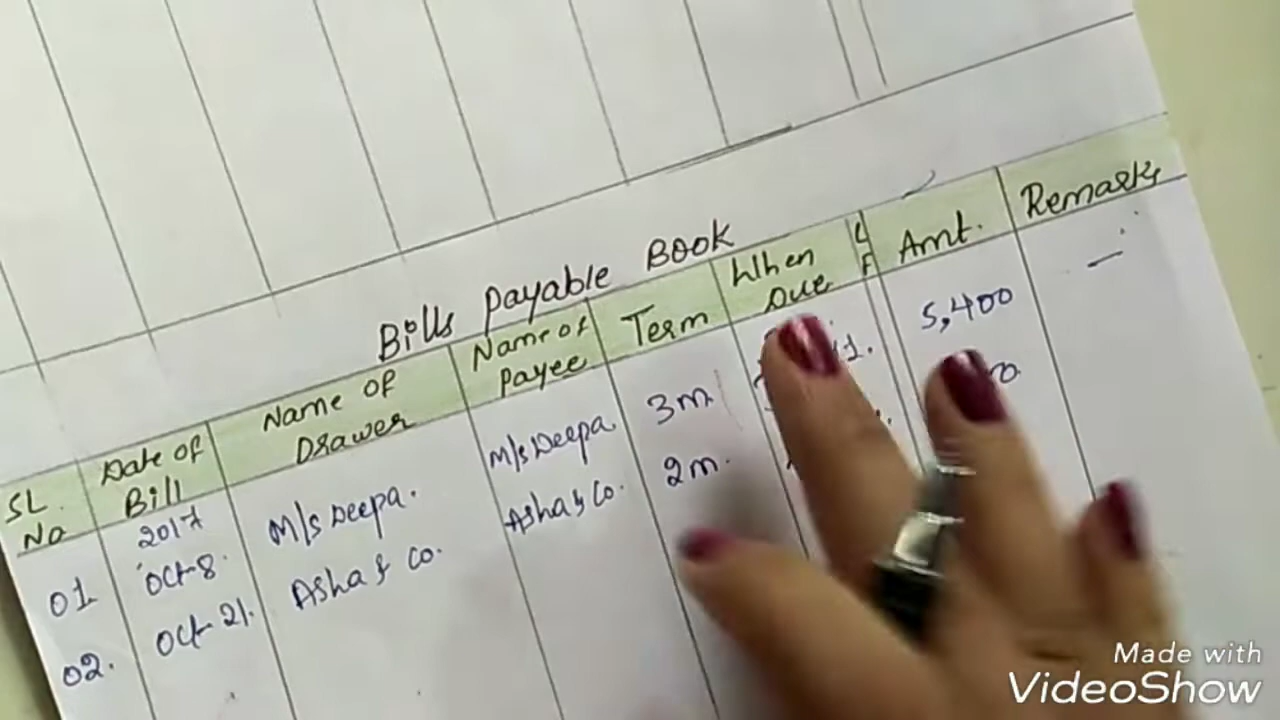 Bills Payable BOOK
SL No
Date of Bill
Name of Drawer
Name of Payee
Term
When Due
LF
Amt.
Remarks
2017
01 Oct 8. M/s Deepa. M/s Deepa 3m 5,400 —
02. Oct 21. Asha & Co. Asha & Co. 2m.
Made with
VideoShow